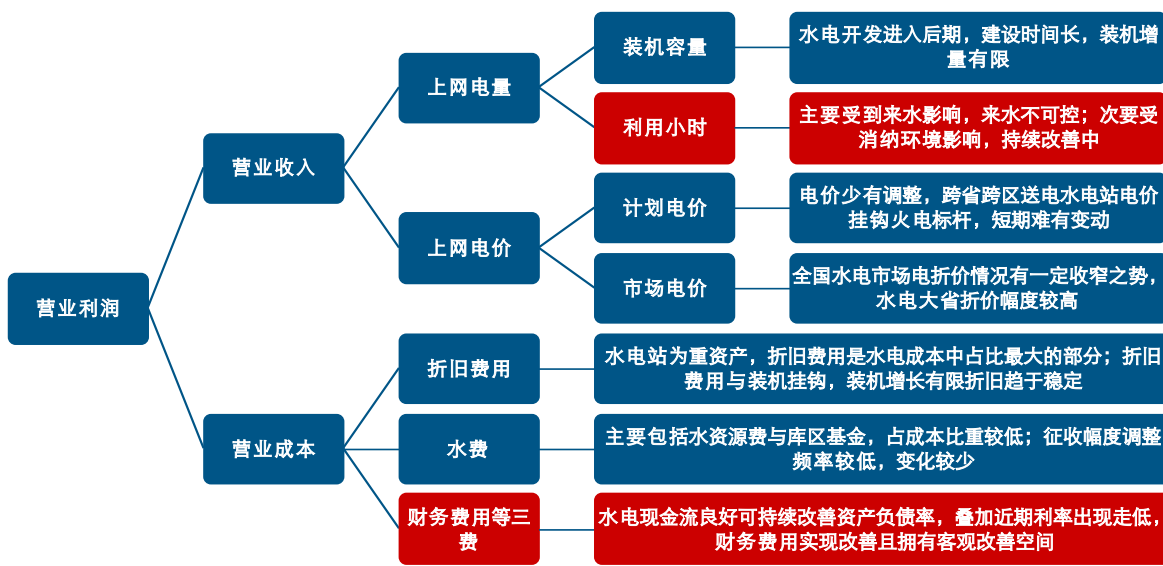 装机容量
水电开发进入后期，建设时间长，装机增
量有限
上网电量
利用小时
主要受到来水影响，来水不可控；次要受
消纳环境影响，持续改善中
营业收入
计划电价
电价少有调整，跨省跨区送电水电站电价
挂钩火电标杆，短期难有变动
上网电价
市场电价
全国水电市场电折价情况有一定收窄之势，
水电大省折价幅度较高
营业利润
折旧费用
水电站为重资产，折旧费用是水电成本中占比最大的部分；折旧
费用与装机挂钩，装机增长有限折旧趋于稳定
营业成本
水费
主要包括水资源费与库区基金，占成本比重较低；征收幅度调整
频率较低，变化较少
财务费用等三
费
水电现金流良好可持续改善资产负债率，叠加近期利率出现走低，
财务费用实现改善且拥有客观改善空间